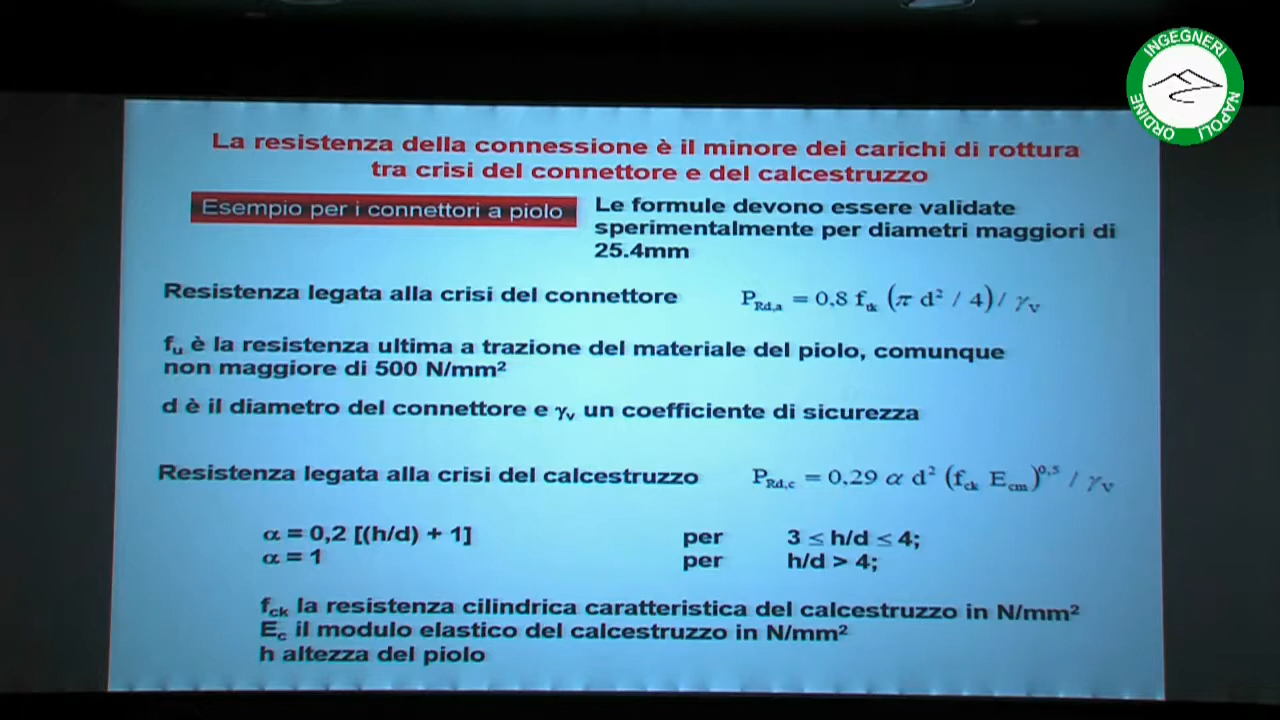 INGEGNERI
NAPOLI
ORDINE
La resistenza della connessione è il minore dei carichi di rottura
tra crisi del connettore e del calcestruzzo
Esempio per i connettori a piolo
Le formule devono essere validate
sperimentalmente per diametri maggiori di
25.4mm
Resistenza legata alla crisi del connettore P_Rd,a = 0,8 f_tk (π d² / 4)/ γ_V
f_u è la resistenza ultima a trazione del materiale del piolo, comunque
non maggiore di 500 N/mm²
d è il diametro del connettore e γ_v un coefficiente di sicurezza
Resistenza legata alla crisi del calcestruzzo P_Rd,c = 0,29 α d² (f_ck E_cm)^0,5 / γ_V
α = 0,2 [(h/d) + 1] per 3 ≤ h/d ≤ 4;
α = 1 per h/d > 4;
f_ck la resistenza cilindrica caratteristica del calcestruzzo in N/mm²
E_c il modulo elastico del calcestruzzo in N/mm²
h altezza del piolo